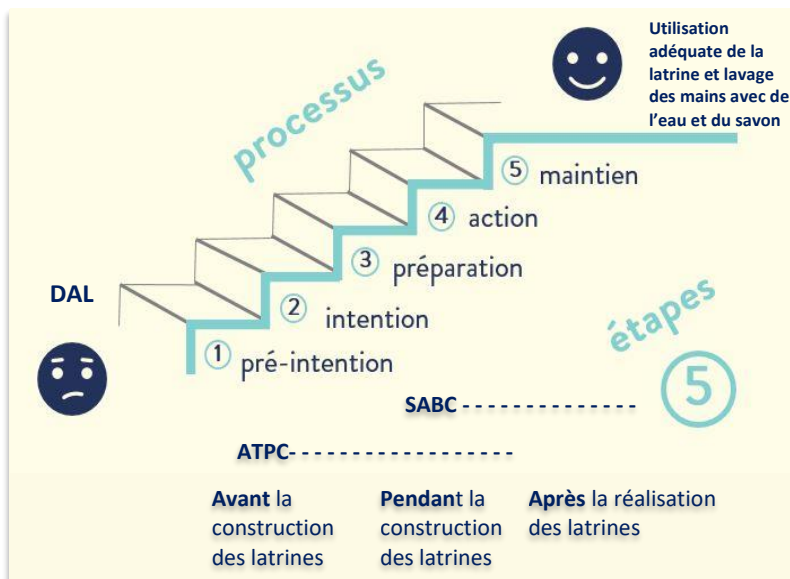 Utilisation
adéquate de la
latrine et lavage
des mains avec de
l'eau et du savon
processus
5 maintien
4 action
3 préparation
DAL
2 intention
étapes
1 pré-intention
5
SABC - - - - - - - - - - - - - -
ATPC- - - - - - - - - - - - - - - - - -
Avant la
construction
des latrines
Pendant la
construction
des latrines
Après la réalisation
des latrines